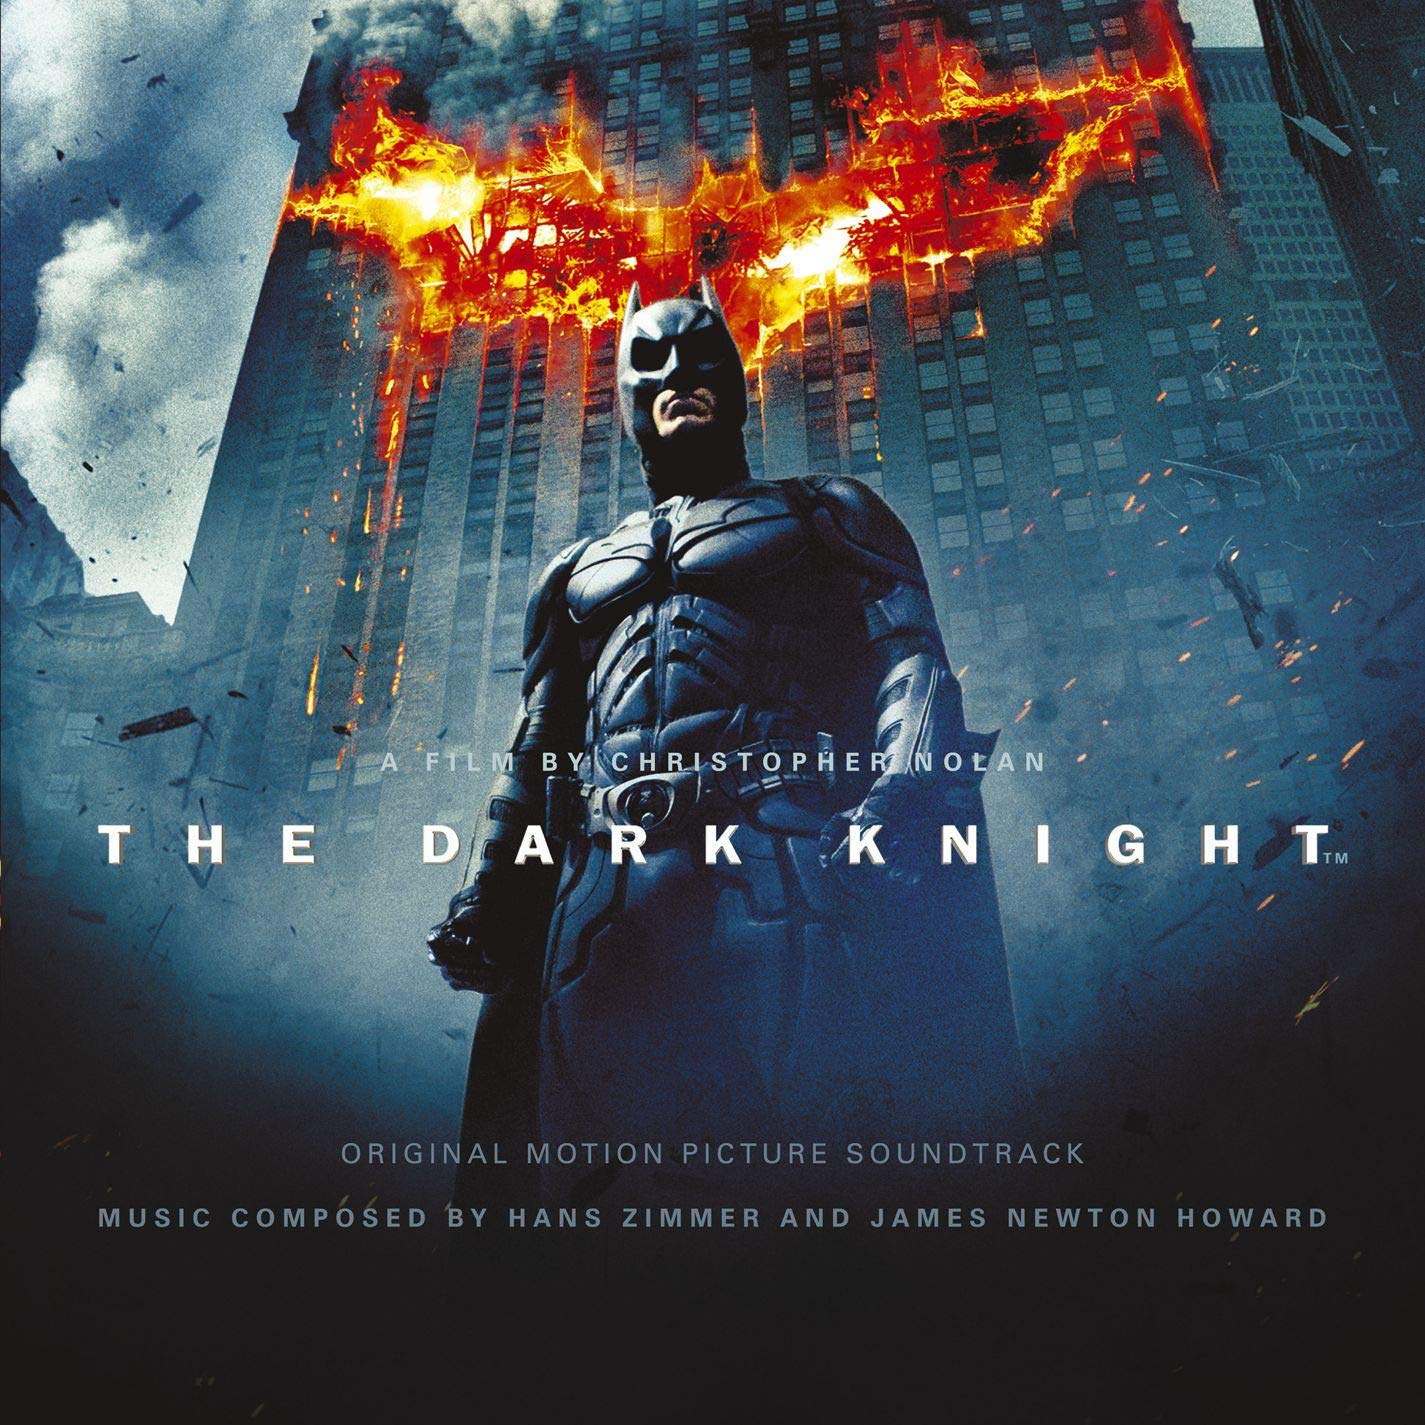 A FILM BY CHRISTOPHER NOLAN
THE DARK KNIGHT™
ORIGINAL MOTION PICTURE SOUNDTRACK
MUSIC COMPOSED BY HANS ZIMMER AND JAMES NEWTON HOWARD